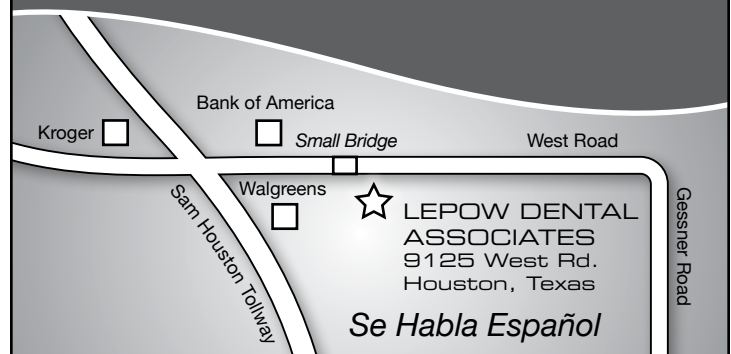 Bank of America
Kroger
Small Bridge
West Road
Walgreens
Sam Houston Tollway
LEPOW DENTAL
ASSOCIATES
9125 West Rd.
Houston, Texas
Gessner Road
Se Habla Español